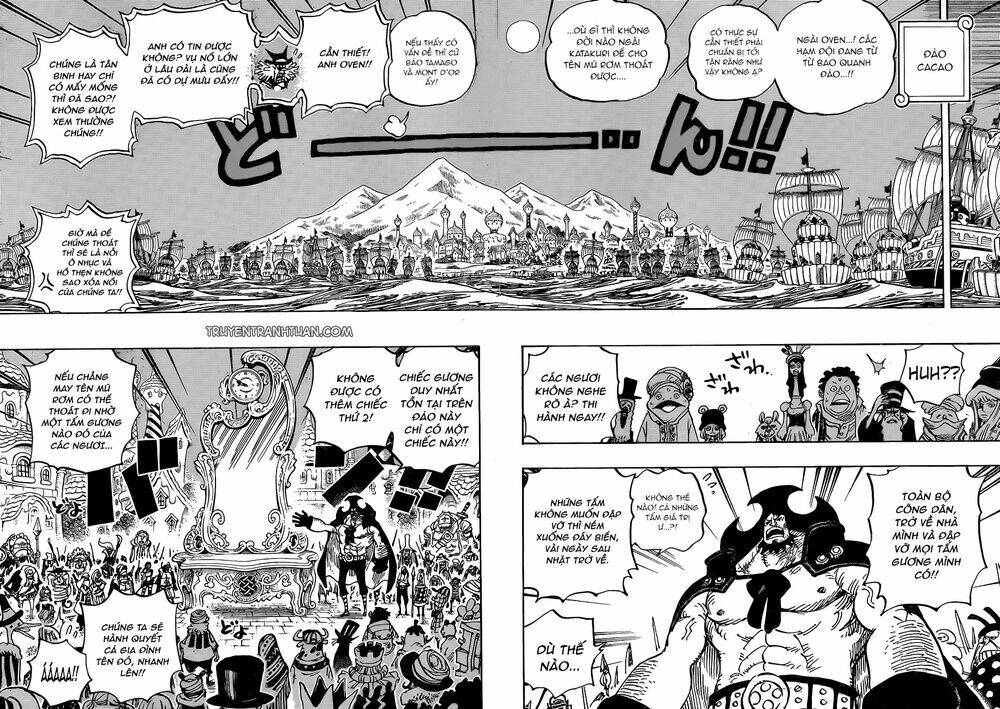 ĐẢO
CACAO
NGÀI OVEN...! CÁC
HẠM ĐỘI ĐANG TỪ
TỪ BAO QUANH
ĐẢO...!!
CÓ THỰC SỰ
CẦN THIẾT PHẢI
CHUẨN BỊ TỚI
TẬN RĂNG NHƯ
VẬY KHÔNG Ạ?
...DÙ GÌ THÌ KHÔNG
ĐỜI NÀO NGÀI
KATAKURI ĐỂ CHO
TÊN MŨ RƠM THOÁT
ĐƯỢC....
NẾU THẤY CÓ
VẤN ĐỀ THÌ CỨ
BÁO TAMAGO
VÀ MONT D'OR
ẤY!
CẦN THIẾT!
ANH OVEN!!
ANH CÓ TIN ĐƯỢC
KHÔNG? VỤ NỔ LỚN
Ở LÂU ĐÀI LÀ CŨNG
ĐÃ CÓ DỰ MƯU ĐẤY!!
CHÚNG LÀ TÂN
BINH HAY CHỈ
CÓ MẤY MỐNG
THÌ ĐÃ SAO?!
KHÔNG ĐƯỢC
XEM THƯỜNG
CHÚNG!!
ど
ん!!
GIỜ MÀ ĐỂ
CHÚNG THOÁT
THÌ SẼ LÀ NỖI
Ô NHỤC VÀ
HỔ THẸN KHÔNG
SAO XÓA NỔI
CỦA CHÚNG TA!!
TRUYENTRANHTUAN.COM
HUH??
ざわ
ざわ
CÁC NGƯƠI
KHÔNG NGHE
RÕ À? THI
HÀNH NGAY!!
TOÀN BỘ
CÔNG DÂN,
TRỞ VỀ NHÀ
MÌNH VÀ ĐẬP
VỠ MỌI TẤM
GƯƠNG MÌNH
CÓ!!
KHÔNG THỂ
NÀO! CẢ NHỮNG
TẤM GIÁ TRỊ
Ư...?!
NHỮNG TẤM
KHÔNG MUỐN ĐẬP
VỠ THÌ NÉM
XUỐNG ĐÁY BIỂN,
VÀI NGÀY SAU
NHẶT TRỞ VỀ.
DÙ THẾ
NÀO...
CHIẾC GƯƠNG
DUY NHẤT
TỒN TẠI TRÊN
ĐẢO NÀY
CHỈ CÓ MỘT
CHIẾC NÀY!!
KHÔNG
ĐƯỢC CÓ
THÊM CHIẾC
THỨ 2!
NẾU CHẲNG
MAY TÊN MŨ
RƠM CÓ THỂ
THOÁT ĐI NHỜ
MỘT TẤM
GƯƠNG NÀO
ĐÓ CỦA
CÁC NGƯƠI...
どよ
どよ
CHÚNG TA SẼ
HÀNH QUYẾT
CẢ GIA ĐÌNH
TÊN ĐÓ, NHANH
LÊN!!
ÁÁÁAA!!